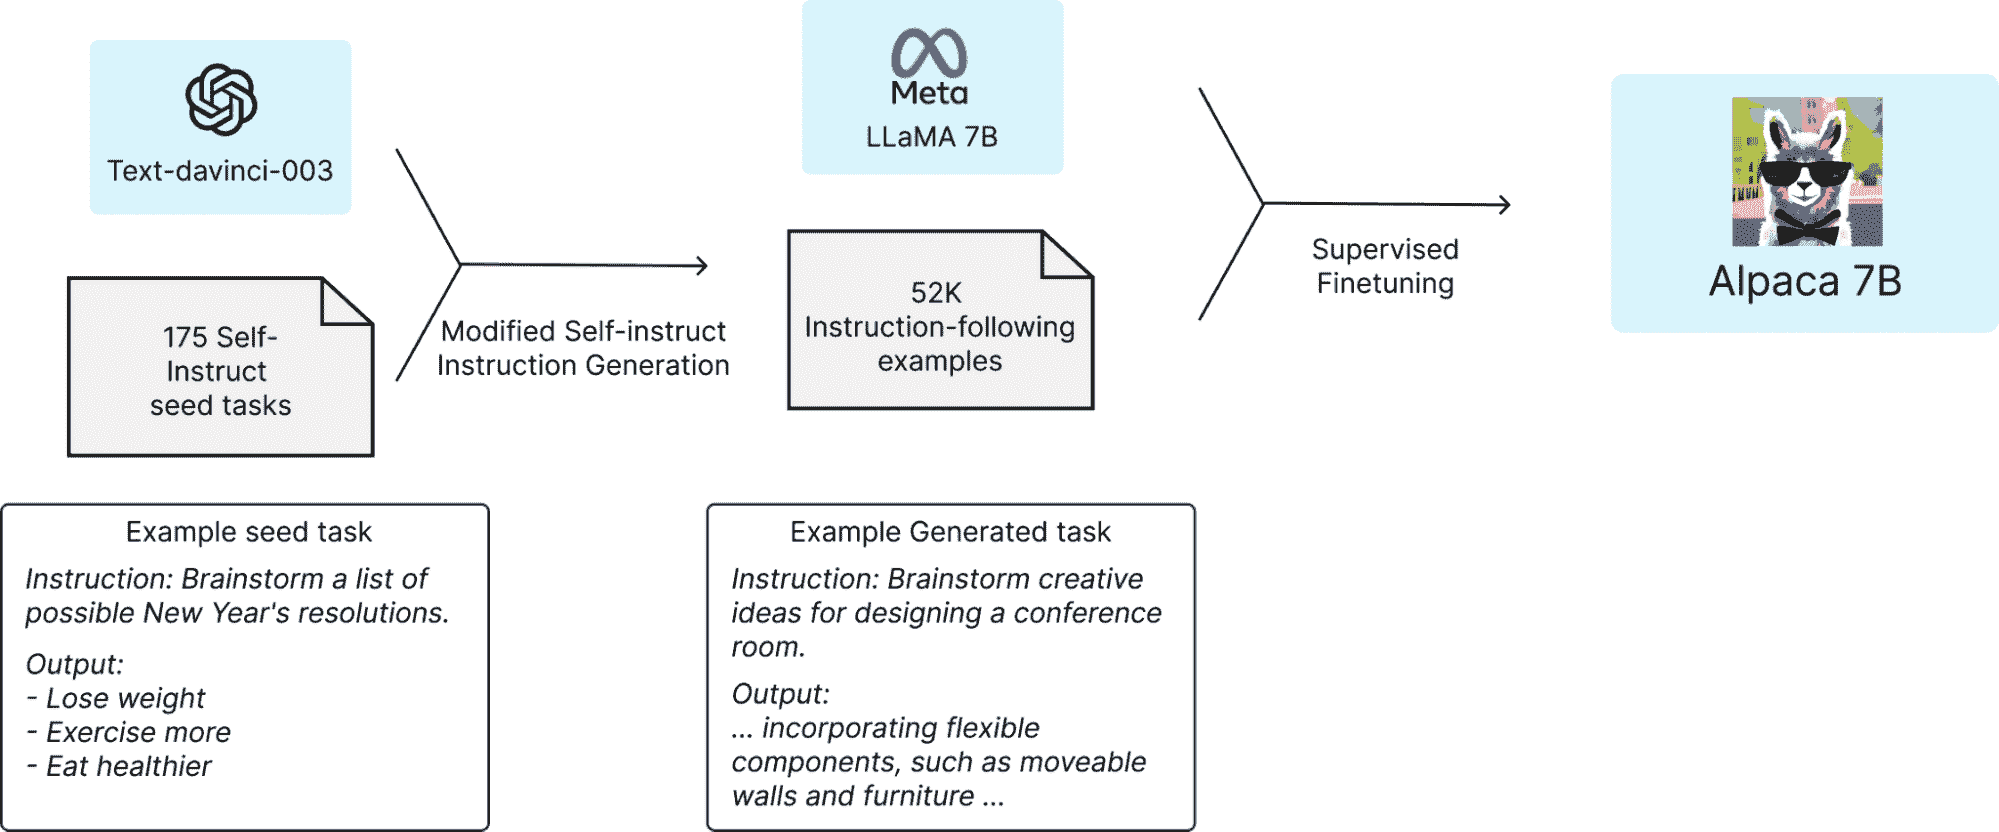 Text-davinci-003
175 Self-
Instruct
seed tasks
Modified Self-instruct
Instruction Generation
Meta
LLaMA 7B
52K
Instruction-following
examples
Supervised
Finetuning
Alpaca 7B
Example seed task
Instruction: Brainstorm a list of
possible New Year's resolutions.
Output:
- Lose weight
- Exercise more
- Eat healthier
Example Generated task
Instruction: Brainstorm creative
ideas for designing a conference
room.
Output:
... incorporating flexible
components, such as moveable
walls and furniture ...